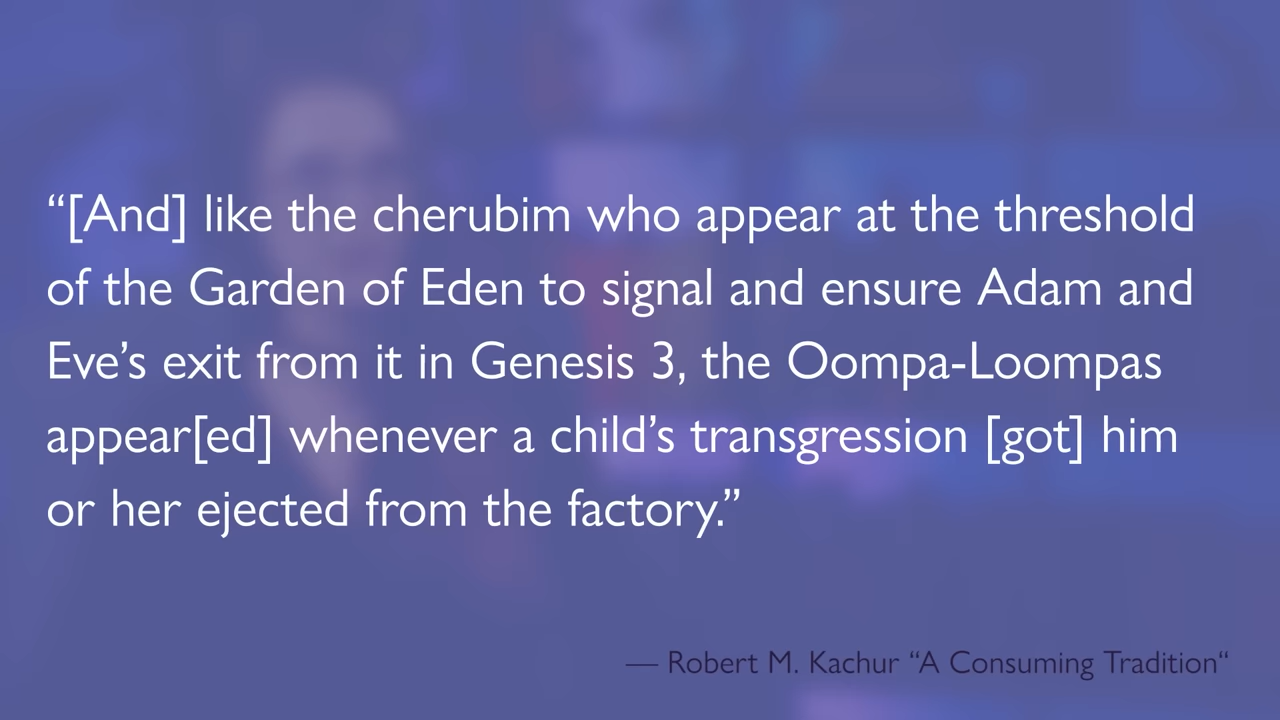 “[And] like the cherubim who appear at the threshold
of the Garden of Eden to signal and ensure Adam and
Eve’s exit from it in Genesis 3, the Oompa-Loompas
appear[ed] whenever a child’s transgression [got] him
or her ejected from the factory.”
— Robert M. Kachur “A Consuming Tradition“